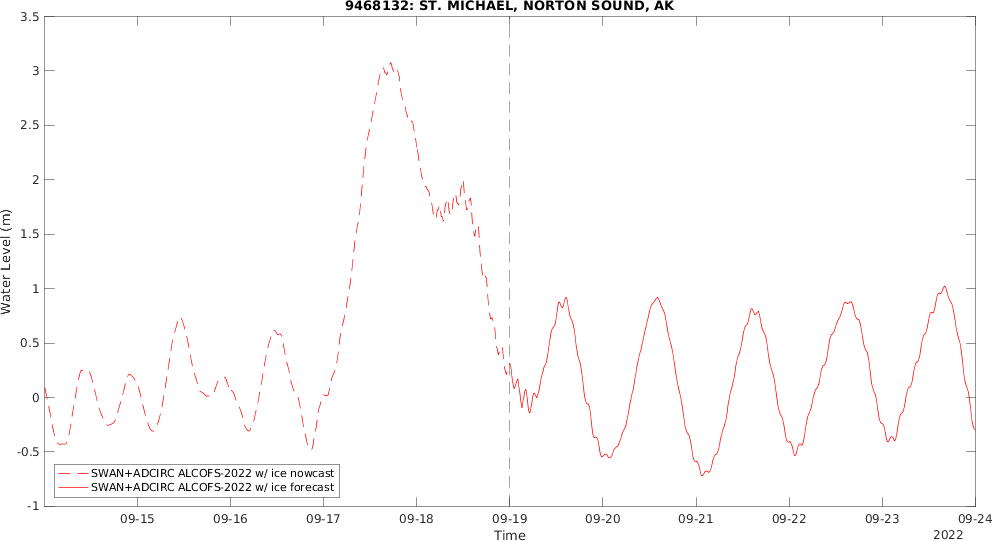 9468132: ST. MICHAEL, NORTON SOUND, AK
3.5
3
2.5
2
1.5
1
0.5
0
-0.5
-1
Water Level (m)
SWAN+ADCIRC ALCOFS-2022 w/ ice nowcast
SWAN+ADCIRC ALCOFS-2022 w/ ice forecast
09-15 09-16 09-17 09-18 09-19 09-20 09-21 09-22 09-23 09-24
Time
2022